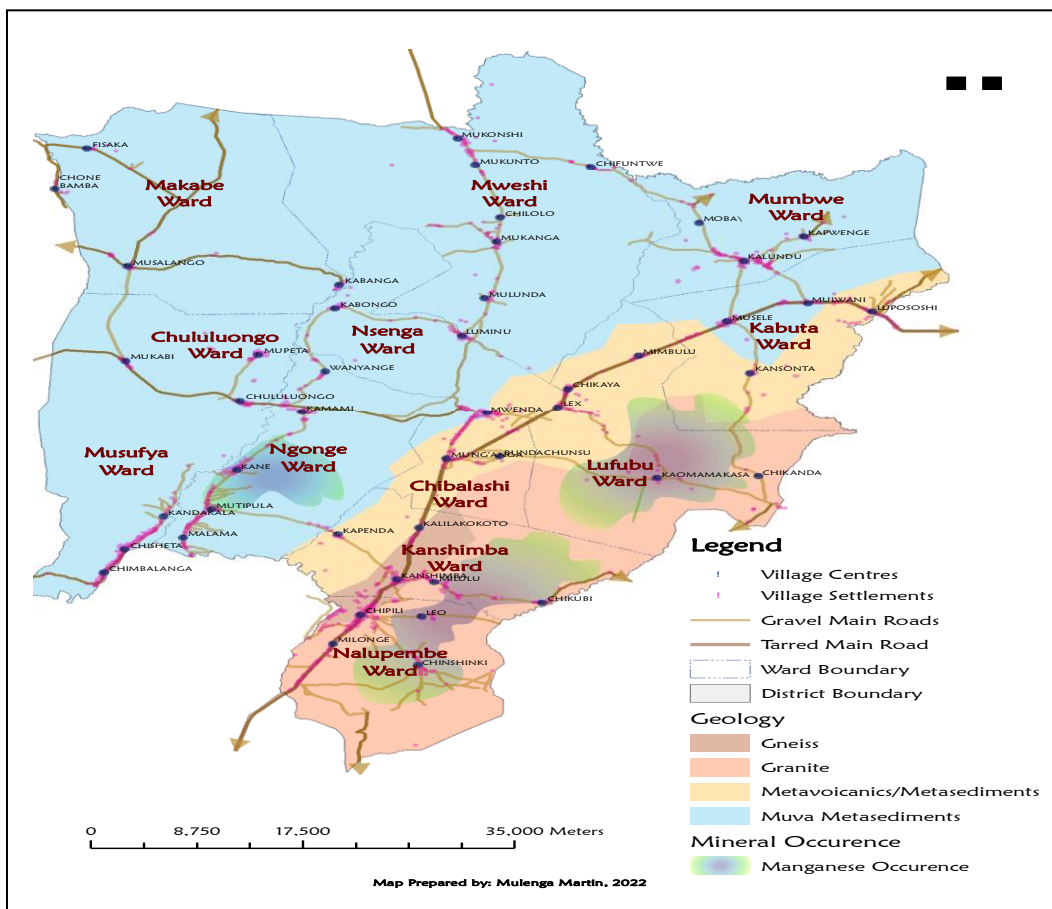 MUKONSHI
FISAKA
MUKUNTO
CHIFUNTWE
CHONE
BAMBA
Makabe
Ward
Mweshi
Ward
Mumbwe
Ward
CHILOLO
MOBA\
KAPWENGE
MUKANGA
MUSALANGO
KALUNDU
KABANGA
MULUNDA
KABONGO
MUIWANI
LUPOSOSHI
MUSELE
Chululuongo
Ward
Nsenga
Ward
LUMINU
Kabuta
Ward
MUKABI
MUPETA
MIMBULU
WANYANGE
KANSONTA
CHIKAYA
CHULULUONGO
KAMAMI
MWENDA
LEX
Musufya
Ward
Ngonge
Ward
MUNG'ANGA
BUNDACHUNSU
Lufubu
Ward
KANE
KAOMAMAKASA
CHIKANDA
Chibalashi
Ward
MUTIPULA
KANDAKALA
KALILAKOKOTO
MALAMA
KAPENDA
CHISHETA
Kanshimba
Ward
CHIMBALANGA
KANSHIMBA
MIBULU
CHIKUBI
CHIPILI
LEO
MILONGE
Nalupembe
Ward
CHINSHINKI
Legend
Village Centres
Village Settlements
Gravel Main Roads
Tarred Main Road
Ward Boundary
District Boundary
Geology
Gneiss
Granite
Metavoicanics/Metasediments
Muva Metasediments
Mineral Occurence
Manganese Occurence
0 8,750 17,500 35,000 Meters
Map Prepared by: Mulenga Martin, 2022